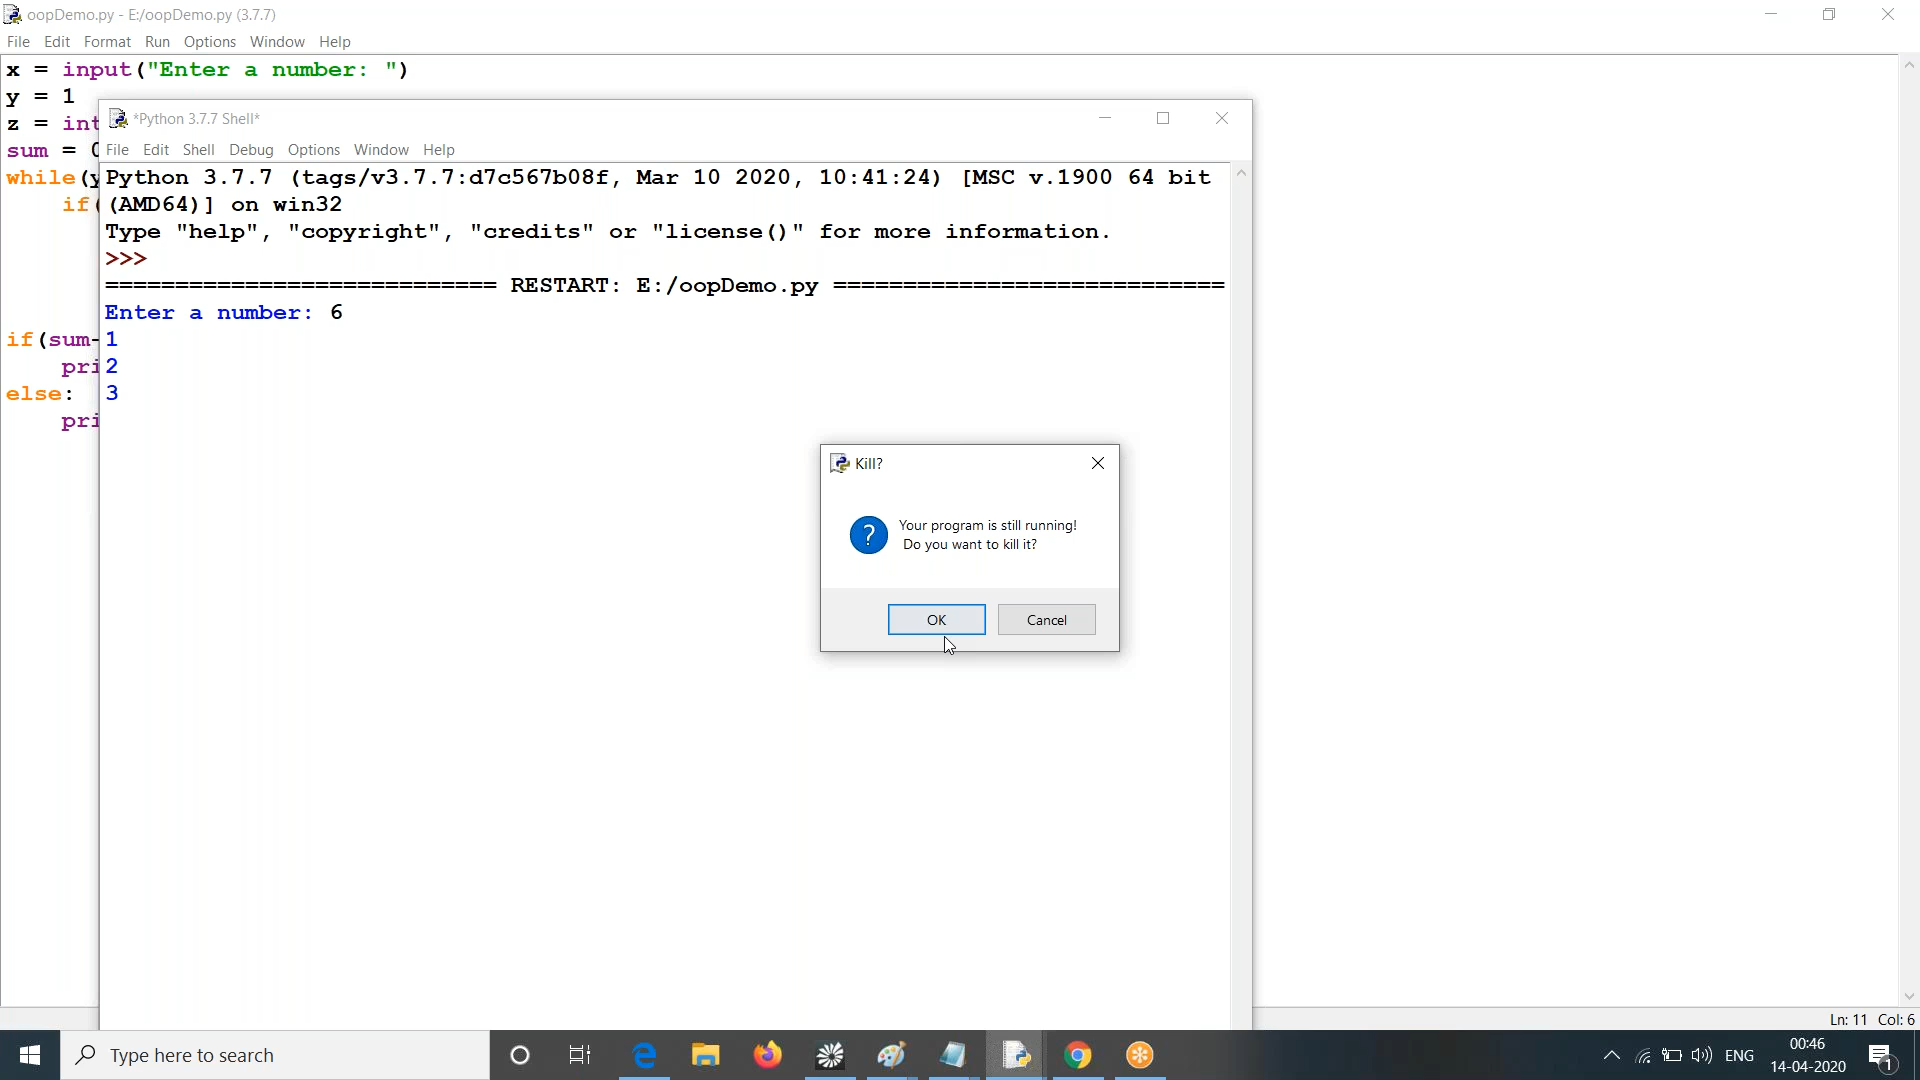 oopDemo.py - E:/oopDemo.py (3.7.7)
File Edit Format Run Options Window Help
x = input("Enter a number: ")
y = 1
z = int
sum = 0
while(y
if(
if(sum-
pri
else:
pri
*Python 3.7.7 Shell*
File Edit Shell Debug Options Window Help
Python 3.7.7 (tags/v3.7.7:d7c567b08f, Mar 10 2020, 10:41:24) [MSC v.1900 64 bit
(AMD64)] on win32
Type "help", "copyright", "credits" or "license()" for more information.
>>>
============================ RESTART: E:/oopDemo.py ============================
Enter a number: 6
1
2
3
Kill?
Your program is still running!
Do you want to kill it?
OK Cancel
Ln: 11 Col: 6
Type here to search
ENG
00:46
14-04-2020
1